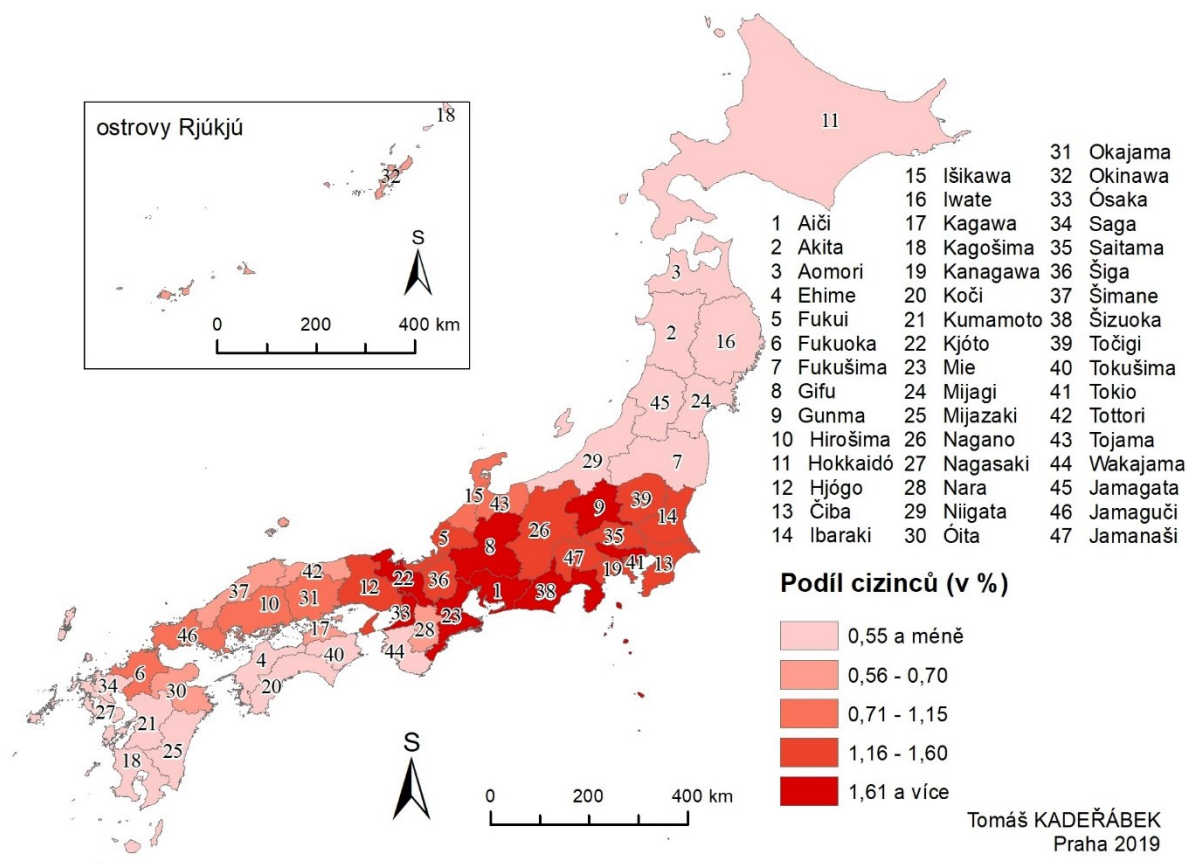 ostrovy Rjúkjú
18
32
S
0 200 400 km
11
3
2
16
45
24
29
7
15
43
9
39
14
26
5
8
35
47
19
41
13
42
37
12
22
36
1
38
10
31
33
23
28
46
17
44
4
40
20
6
34
30
27
21
25
18
1 Aiči
2 Akita
3 Aomori
4 Ehime
5 Fukui
6 Fukuoka
7 Fukušima
8 Gifu
9 Gunma
10 Hirošima
11 Hokkaidó
12 Hjógo
13 Čiba
14 Ibaraki
15 Išikawa
16 Iwate
17 Kagawa
18 Kagošima
19 Kanagawa
20 Koči
21 Kumamoto
22 Kjóto
23 Mie
24 Mijagi
25 Mijazaki
26 Nagano
27 Nagasaki
28 Nara
29 Niigata
30 Óita
31 Okajama
32 Okinawa
33 Ósaka
34 Saga
35 Saitama
36 Šiga
37 Šimane
38 Šizuoka
39 Točigi
40 Tokušima
41 Tokio
42 Tottori
43 Tojama
44 Wakajama
45 Jamagata
46 Jamaguči
47 Jamanaši
Podíl cizinců (v %)
0,55 a méně
0,56 - 0,70
0,71 - 1,15
1,16 - 1,60
1,61 a více
S
0 200 400 km
Tomáš KADEŘÁBEK
Praha 2019